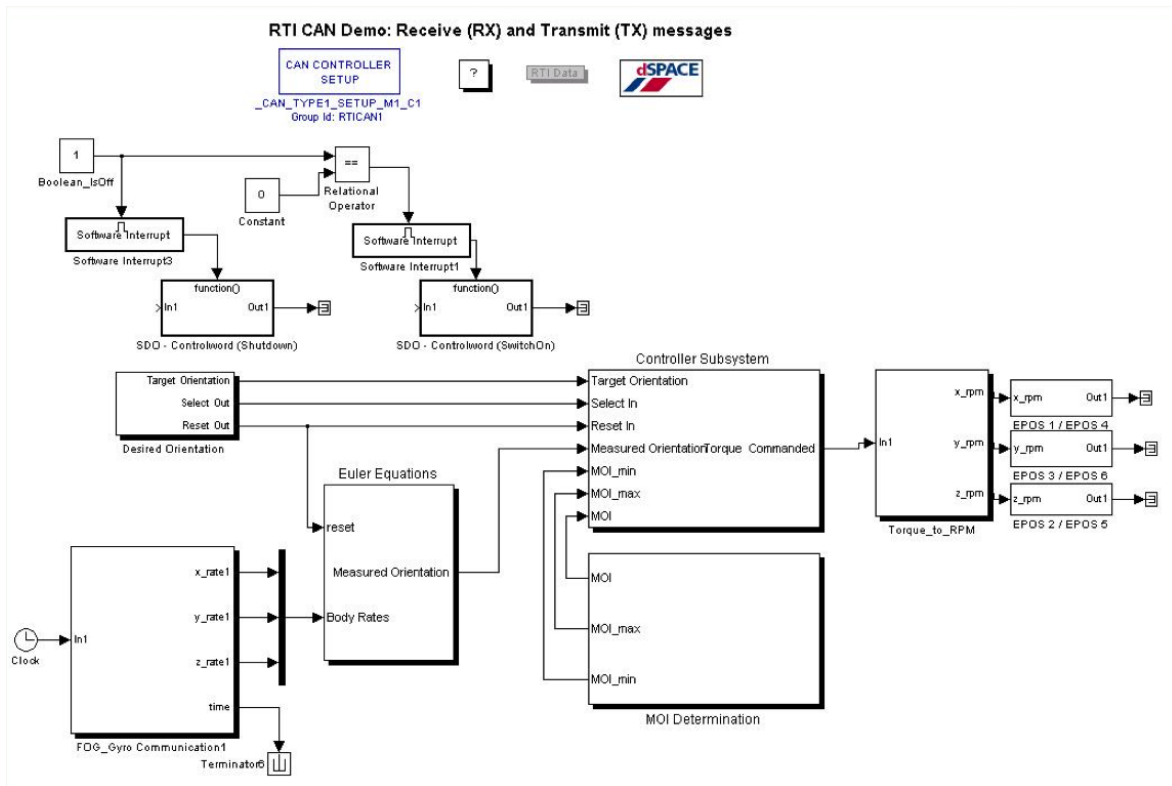 RTI CAN Demo: Receive (RX) and Transmit (TX) messages
CAN CONTROLLER
SETUP
_CAN_TYPE1_SETUP_M1_C1
Group Id: RTICAN1
?
RTI Data
dSPACE
1
Boolean_IsOff
==
Relational
Operator
0
Constant
Software Interrupt
Software Interrupt3
Software Interrupt
Software Interrupt1
function()
In1
Out1
SDO - Controlword (Shutdown)
function()
In1
Out1
SDO - Controlword (SwitchOn)
Target Orientation
Select Out
Reset Out
Desired Orientation
Controller Subsystem
Target Orientation
Select In
Reset In
Measured Orientation
Torque Commanded
MOI_min
MOI_max
MOI
In1
x_rpm
y_rpm
z_rpm
Torque_to_RPM
x_rpm
Out1
EPOS 1 / EPOS 4
y_rpm
Out1
EPOS 3 / EPOS 6
z_rpm
Out1
EPOS 2 / EPOS 5
Euler Equations
reset
Measured Orientation
Body Rates
MOI
MOI_max
MOI_min
MOI Determination
Clock
In1
x_rate1
y_rate1
z_rate1
time
FOG_Gyro Communication1
Terminator6